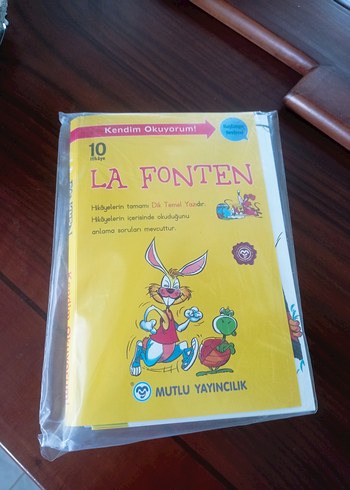 Kendim Okuyorum!
10
Hikâye
LA FONTEN
Hikâyelerin tamamı Dik Temel Yazıdır.
Hikâyelerin içerisinde okuduğunu
anlama soruları mevcuttur.
MUTLU YAYINCILIK